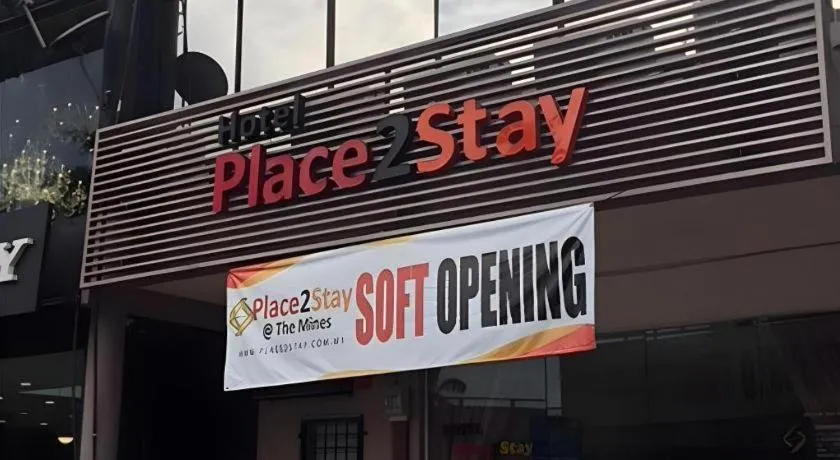 Hotel
Place2Stay
Y
Place2Stay
@ The Mines
SOFT OPENING
WWW.PLACE2STAY.COM.MY
Stay